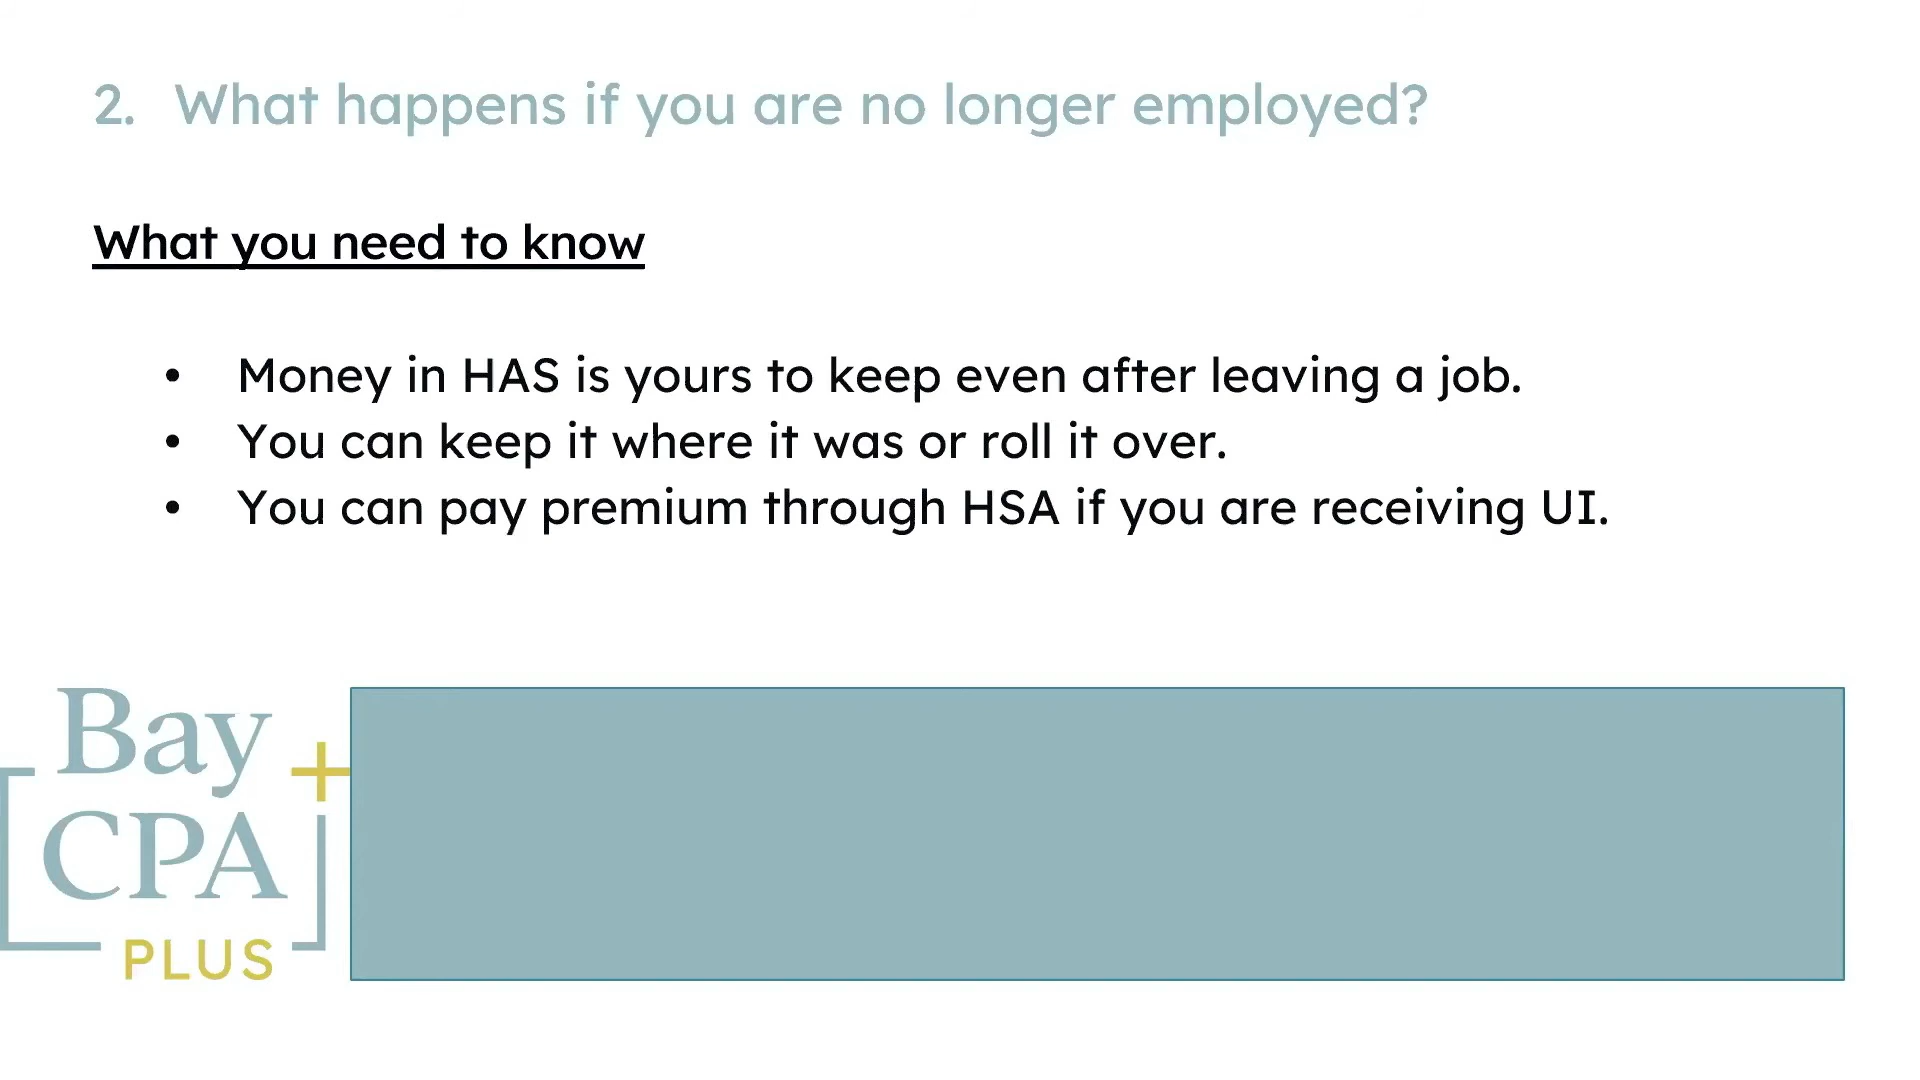 2. What happens if you are no longer employed?
What you need to know
• Money in HAS is yours to keep even after leaving a job.
• You can keep it where it was or roll it over.
• You can pay premium through HSA if you are receiving UI.
Bay
CPA
PLUS